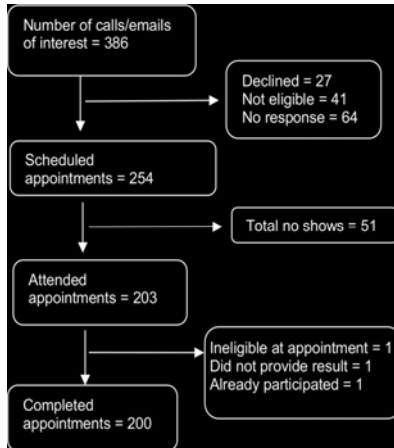 Number of calls/emails
of interest = 386
Declined = 27
Not eligible = 41
No response = 64
Scheduled
appointments = 254
Total no shows = 51
Attended
appointments = 203
Ineligible at appointment = 1
Did not provide result = 1
Already participated = 1
Completed
appointments = 200